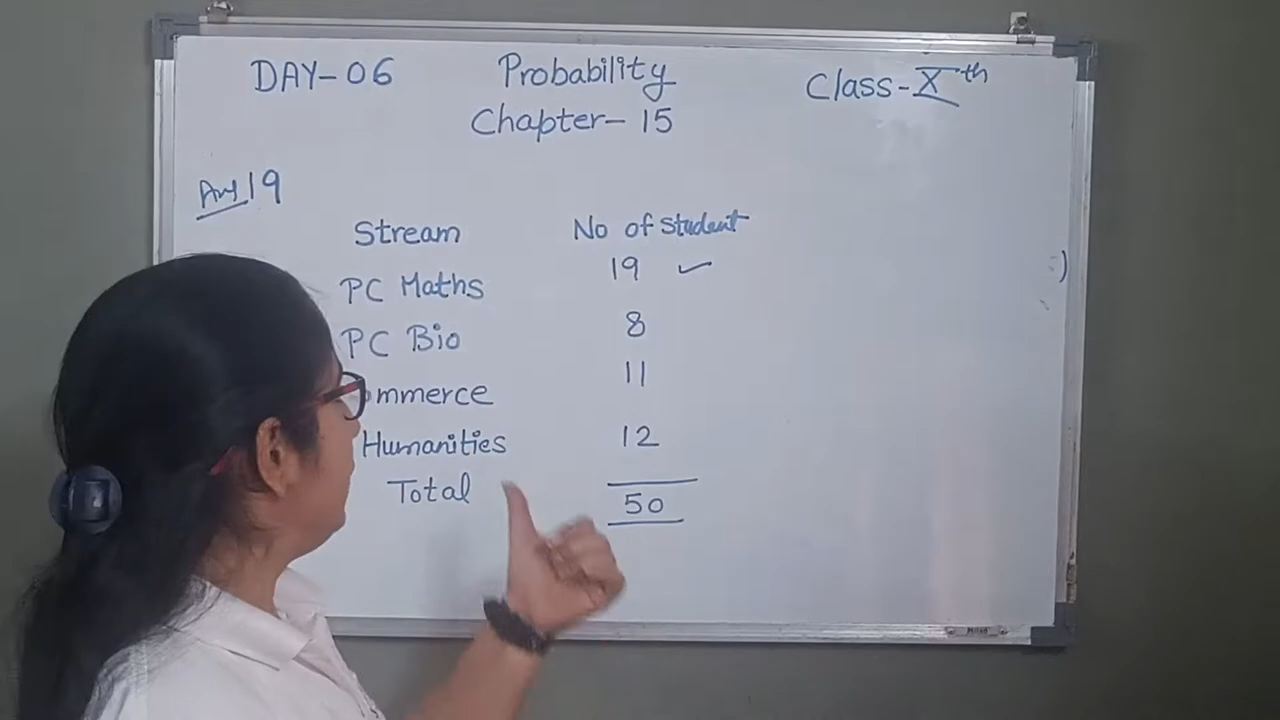 DAY-06 Probability Class-Xth
Chapter-15
Ans 19
Stream No of Student
PC Maths 19
PC Bio 8
ommerce 11
Humanities 12
Total 50